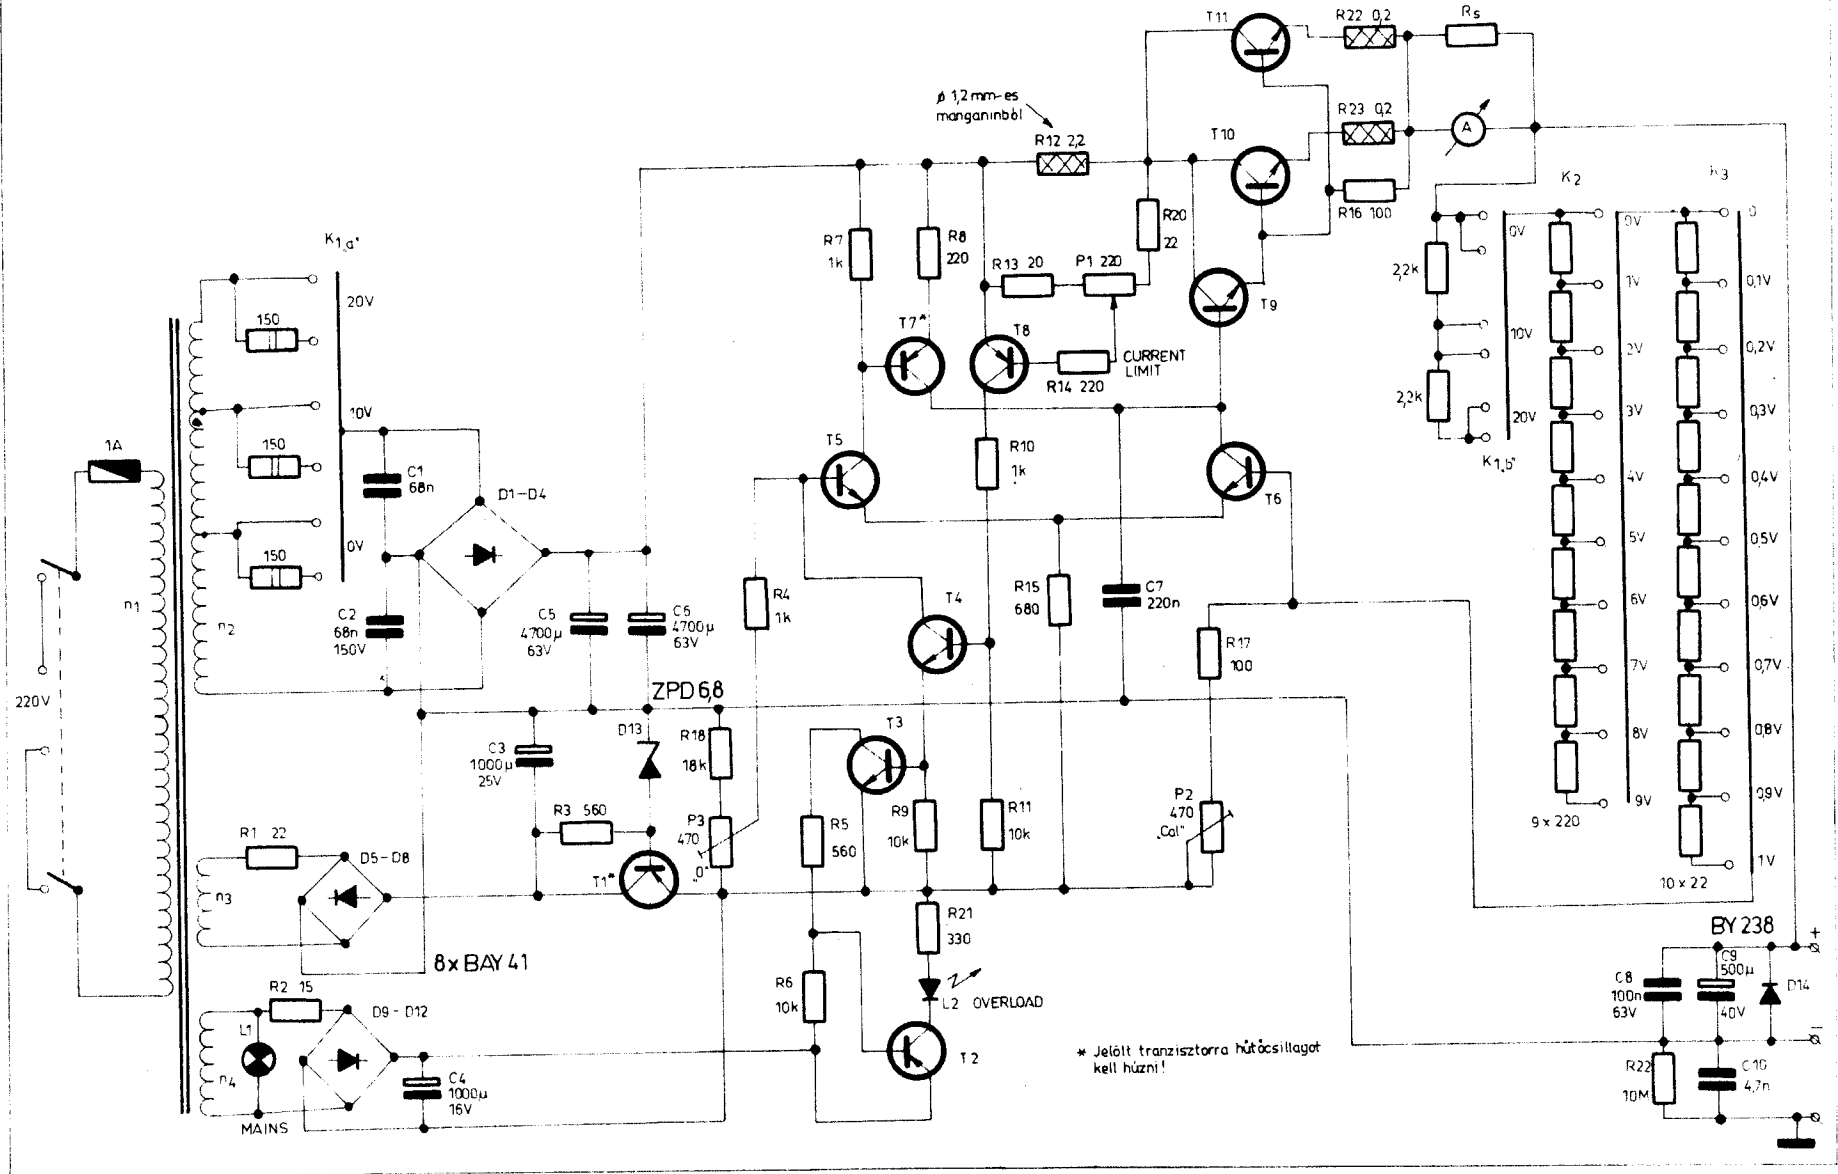 T11
R22 0,2
Rs
ø 1,2 mm-es
manganinból
R12 2,2
T10
R23 0,2
A
R16 100
K2
K1„a"
20V
150
10V
150
0V
150
R7
1k
R8
220
R13 20
P1 220
R20
22
T9
T7*
T8
R14 220
CURRENT
LIMIT
2,2k
2,2k
0V
10V
20V
K1„b"
0V
1V
2V
3V
4V
5V
6V
7V
8V
9V
9 x 220
0
0,1V
0,2V
0,3V
0,4V
0,5V
0,6V
0,7V
0,8V
0,9V
1V
10 x 22
1A
C1
68n
D1-D4
T5
R10
1k
T6
n1
n2
C2
68n
150V
C5
4700µ
63V
C6
4700µ
63V
R4
1k
T4
R15
680
C7
220n
R17
100
220V
ZPD 6,8
D13
R18
18k
T3
C3
1000µ
25V
R3 560
P3
470
„0"
R5
560
R9
10k
R11
10k
P2
470
„Cal"
R1 22
D5-D8
T1*
n3
R21
330
8x BAY 41
R2 15
D9-D12
L1
n4
MAINS
C4
1000µ
16V
R6
10k
L2 OVERLOAD
T2
* Jelölt tranzisztorra hűtőcsillagot
kell húzni!
BY 238
+
C8
100n
63V
C9
500µ
40V
D14
-
R22
10M
C10
4,7n